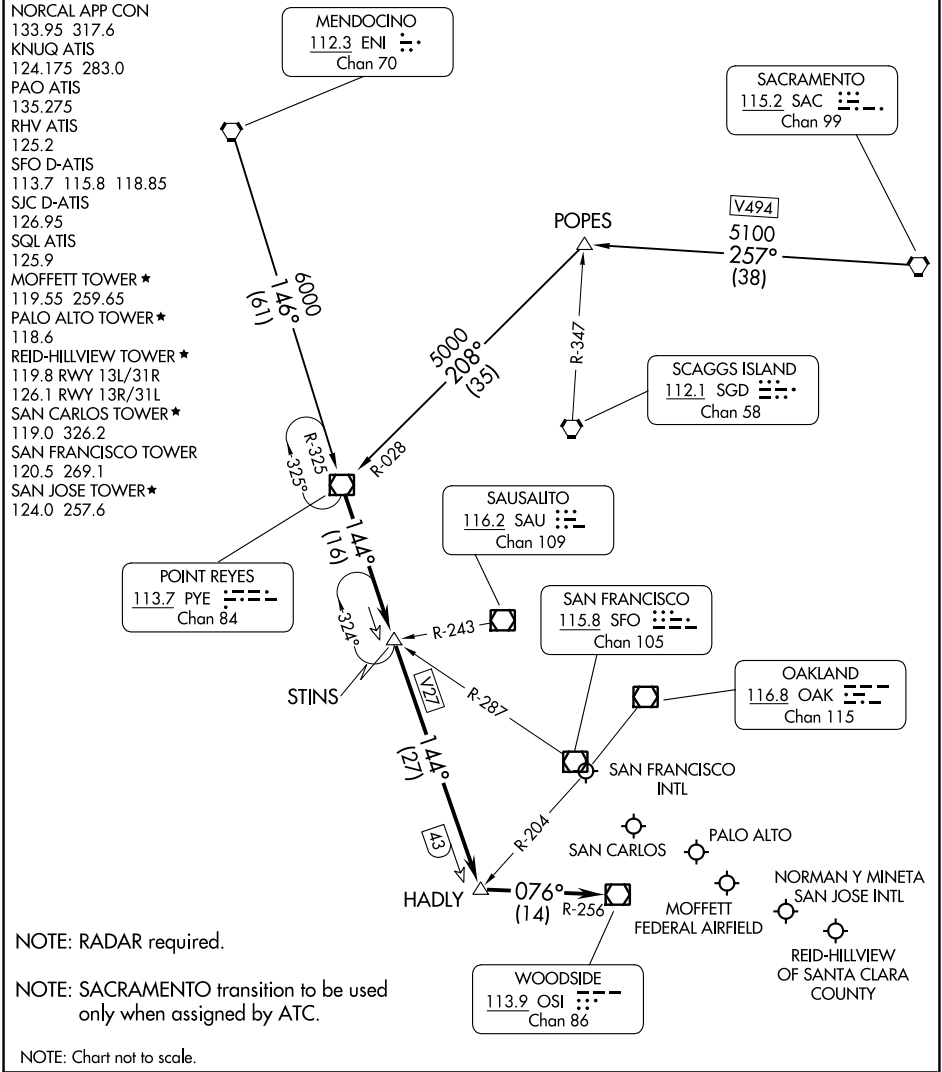 NORCAL APP CON
133.95 317.6
KNUQ ATIS
124.175 283.0
PAO ATIS
135.275
RHV ATIS
125.2
SFO D-ATIS
113.7 115.8 118.85
SJC D-ATIS
126.95
SQL ATIS
125.9
MOFFETT TOWER★
119.55 259.65
PALO ALTO TOWER★
118.6
REID-HILLVIEW TOWER★
119.8 RWY 13L/31R
126.1 RWY 13R/31L
SAN CARLOS TOWER★
119.0 326.2
SAN FRANCISCO TOWER
120.5 269.1
SAN JOSE TOWER★
124.0 257.6
MENDOCINO
112.3 ENI
Chan 70
SACRAMENTO
115.2 SAC
Chan 99
POPES
V494
5100
257°
(38)
6000
146°
(61)
5000
208°
(35)
R-347
SCAGGS ISLAND
112.1 SGD
Chan 58
R-325
325°
R-028
SAUSALITO
116.2 SAU
Chan 109
144°
(16)
POINT REYES
113.7 PYE
Chan 84
SAN FRANCISCO
115.8 SFO
Chan 105
324°
R-243
OAKLAND
116.8 OAK
Chan 115
STINS
V27
R-287
144°
(27)
SAN FRANCISCO
INTL
R-204
43
SAN CARLOS
PALO ALTO
HADLY
076°
(14)
R-256
MOFFETT
FEDERAL AIRFIELD
NORMAN Y MINETA
SAN JOSE INTL
REID-HILLVIEW
OF SANTA CLARA
COUNTY
WOODSIDE
113.9 OSI
Chan 86
NOTE: RADAR required.
NOTE: SACRAMENTO transition to be used
only when assigned by ATC.
NOTE: Chart not to scale.